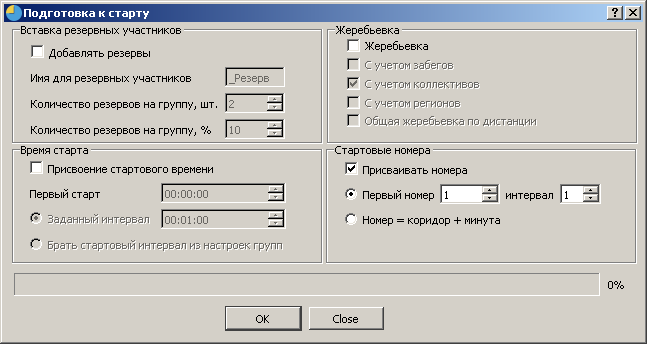 Подготовка к старту
Вставка резервных участников
Добавлять резервы
Имя для резервных участников _Резерв
Количество резервов на группу, шт. 2
Количество резервов на группу, % 10
Жеребьевка
Жеребьевка
С учетом забегов
С учетом коллективов
С учетом регионов
Общая жеребьевка по дистанции
Время старта
Присвоение стартового времени
Первый старт 00:00:00
Заданный интервал 00:01:00
Брать стартовый интервал из настроек групп
Стартовые номера
Присваивать номера
Первый номер 1 интервал 1
Номер = коридор + минута
0%
OK Close